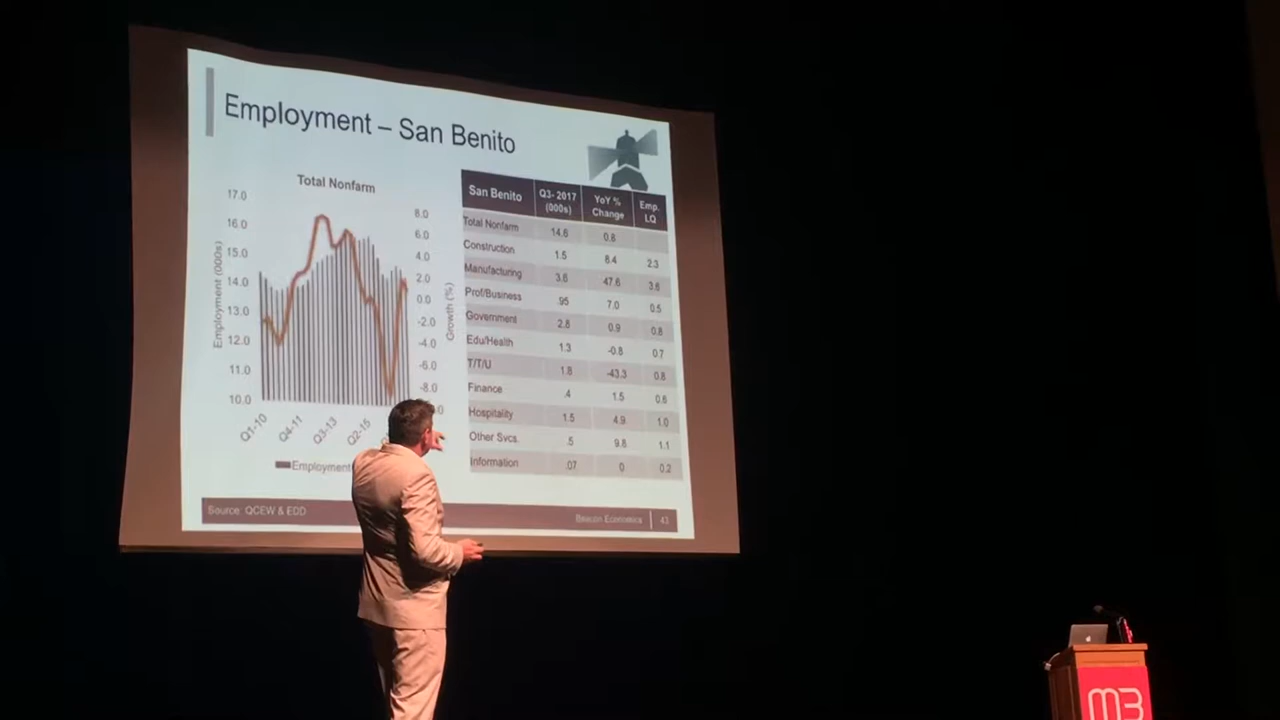 Employment – San Benito
Total Nonfarm
17.0
16.0
15.0
14.0
13.0
12.0
11.0
10.0
Employment (000s)
8.0
6.0
4.0
2.0
0.0
-2.0
-4.0
-6.0
-8.0
Growth (%)
Q1-10
Q4-11
Q3-13
Q2-15
Employment
San Benito Q3- 2017 (000s) YoY % Change Emp. LQ
Total Nonfarm 14.6 0.6
Construction 1.5 8.4 2.3
Manufacturing 3.6 47.6 3.6
Prof/Business .95 7.0 0.5
Government 2.8 0.9 0.8
Edu/Health 1.3 -0.8 0.7
T/T/U 1.8 -43.3 0.8
Finance .4 1.5 0.6
Hospitality 1.5 4.9 1.0
Other Svcs. .5 9.8 1.1
Information .07 0 0.2
Source: QCEW & EDD
Beacon Economics 43
M3